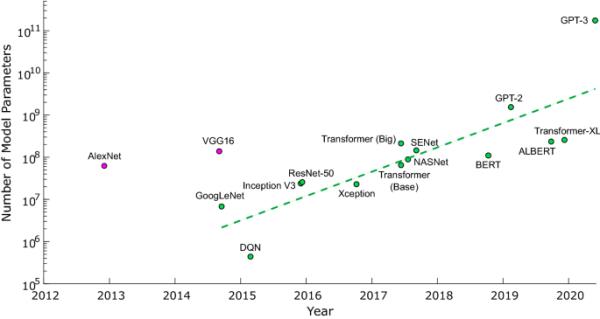 GPT-3
10^11
10^10
GPT-2
10^9
Transformer (Big)
SENet
Transformer-XL
VGG16
10^8
AlexNet
NASNet
ALBERT
BERT
ResNet-50
Inception V3
Transformer
(Base)
Xception
GoogLeNet
10^7
10^6
DQN
10^5
Number of Model Parameters
2012 2013 2014 2015 2016 2017 2018 2019 2020
Year